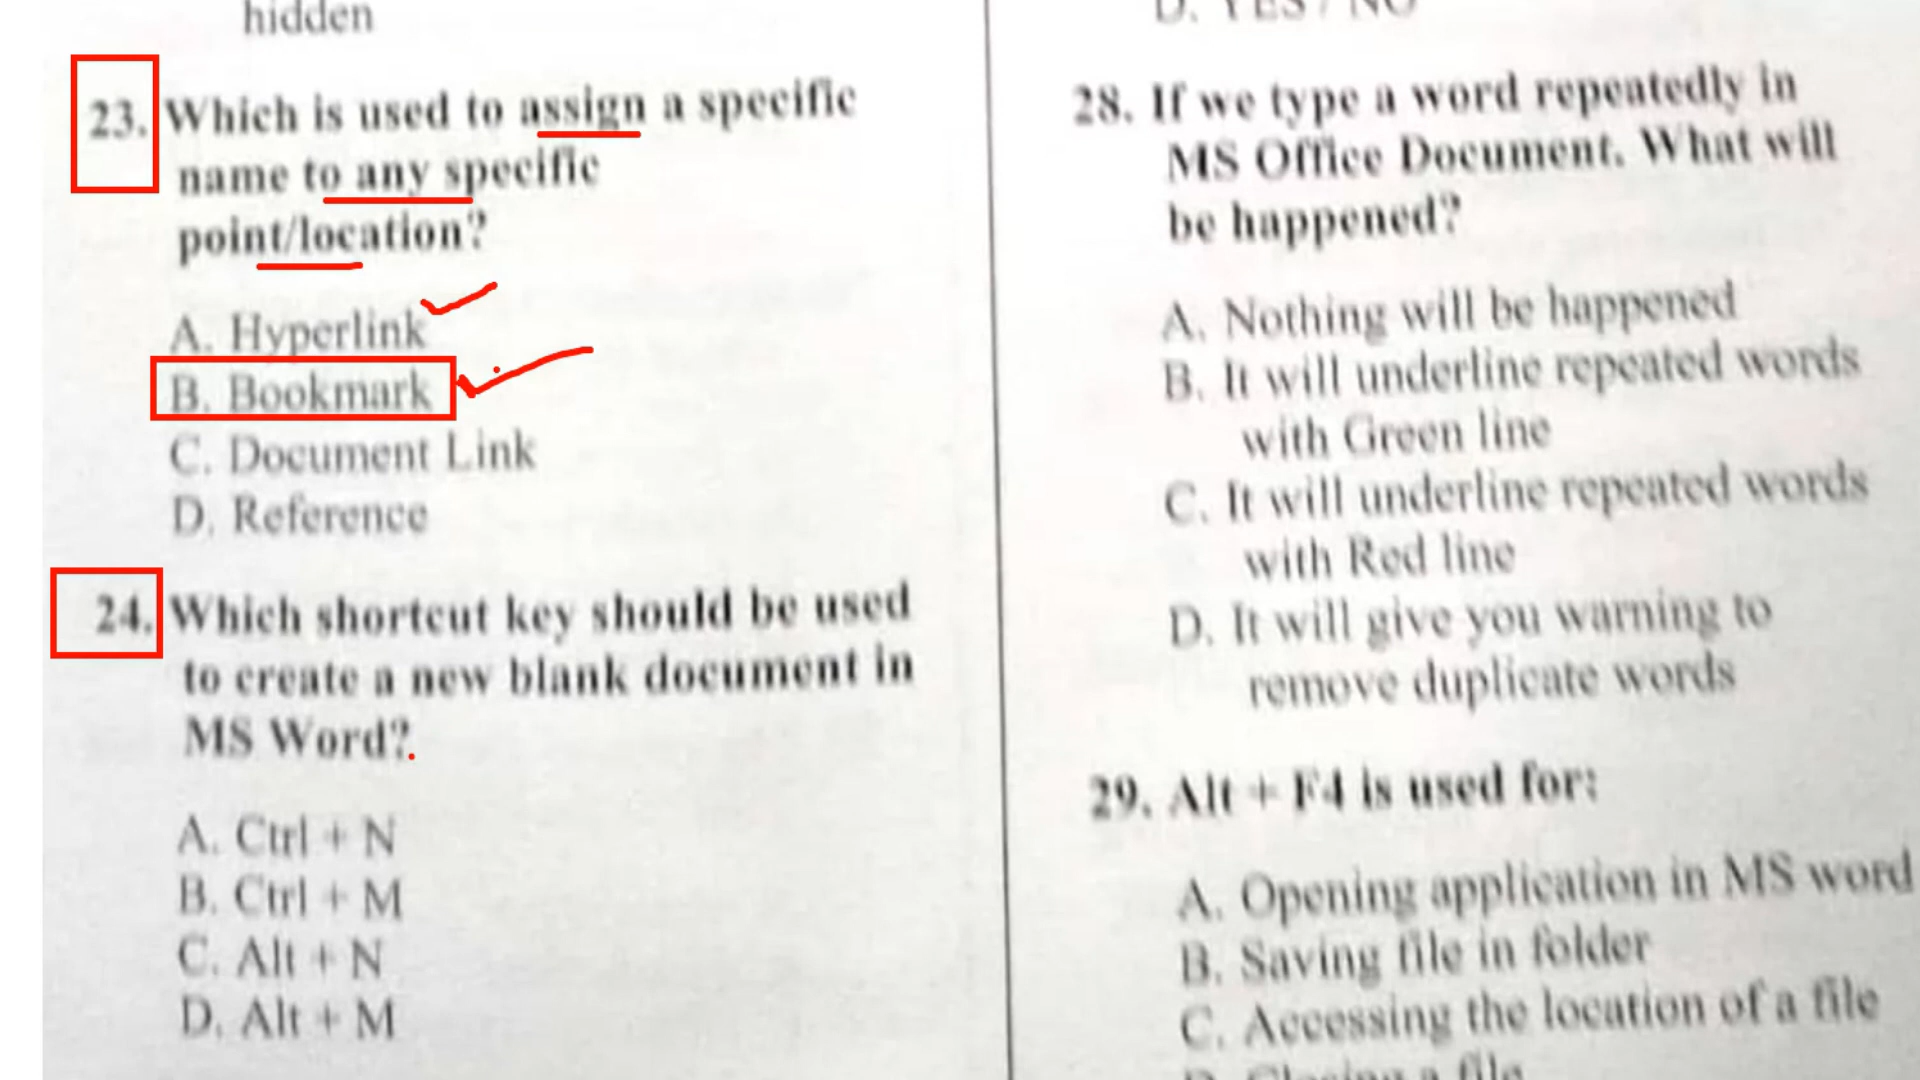 hidden
23. Which is used to assign a specific
name to any specific
point/location?
A. Hyperlink
B. Bookmark
C. Document Link
D. Reference
24. Which shortcut key should be used
to create a new blank document in
MS Word?
A. Ctrl + N
B. Ctrl + M
C. Alt + N
D. Alt + M
D. YES / NO
28. If we type a word repeatedly in
MS Office Document. What will
be happened?
A. Nothing will be happened
B. It will underline repeated words
with Green line
C. It will underline repeated words
with Red line
D. It will give you warning to
remove duplicate words
29. Alt + F4 is used for:
A. Opening application in MS word
B. Saving file in folder
C. Accessing the location of a file
D. Closing a file